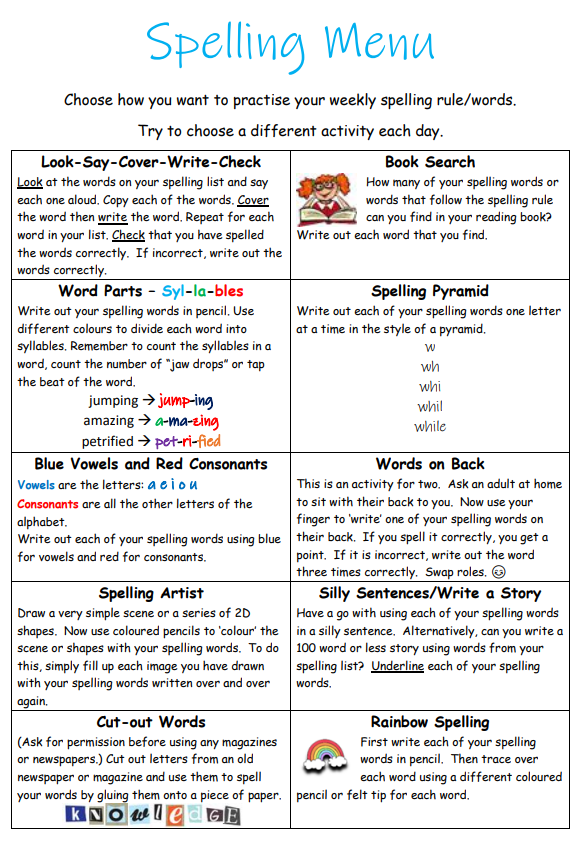 Spelling Menu
Choose how you want to practise your weekly spelling rule/words.
Try to choose a different activity each day.
Look-Say-Cover-Write-Check
Look at the words on your spelling list and say
each one aloud. Copy each of the words. Cover
the word then write the word. Repeat for each
word in your list. Check that you have spelled
the words correctly. If incorrect, write out the
words correctly.
Book Search
How many of your spelling words or
words that follow the spelling rule
can you find in your reading book?
Write out each word that you find.
Word Parts – Syl-la-bles
Write out your spelling words in pencil. Use
different colours to divide each word into
syllables. Remember to count the syllables in a
word, count the number of “jaw drops” or tap
the beat of the word.
jumping → jump-ing
amazing → a-ma-zing
petrified → pet-ri-fied
Spelling Pyramid
Write out each of your spelling words one letter
at a time in the style of a pyramid.
w
wh
whi
whil
while
Blue Vowels and Red Consonants
Vowels are the letters: a e i o u
Consonants are all the other letters of the
alphabet.
Write out each of your spelling words using blue
for vowels and red for consonants.
Words on Back
This is an activity for two. Ask an adult at home
to sit with their back to you. Now use your
finger to ‘write’ one of your spelling words on
their back. If you spell it correctly, you get a
point. If it is incorrect, write out the word
three times correctly. Swap roles. 😊
Spelling Artist
Draw a very simple scene or a series of 2D
shapes. Now use coloured pencils to ‘colour’ the
scene or shapes with your spelling words. To do
this, simply fill up each image you have drawn
with your spelling words written over and over
again.
Silly Sentences/Write a Story
Have a go with using each of your spelling words
in a silly sentence. Alternatively, can you write a
100 word or less story using words from your
spelling list? Underline each of your spelling
words.
Cut-out Words
(Ask for permission before using any magazines
or newspapers.) Cut out letters from an old
newspaper or magazine and use them to spell
your words by gluing them onto a piece of paper.
kNOwledGE
Rainbow Spelling
First write each of your spelling
words in pencil. Then trace over
each word using a different coloured
pencil or felt tip for each word.